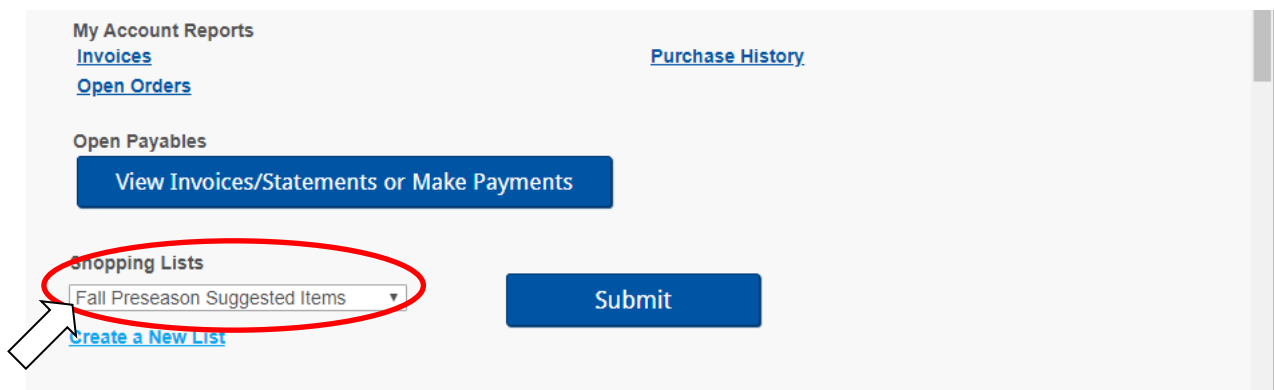 My Account Reports
Invoices
Purchase History
Open Orders
Open Payables
View Invoices/Statements or Make Payments
Shopping Lists
Fall Preseason Suggested Items
Submit
Create a New List